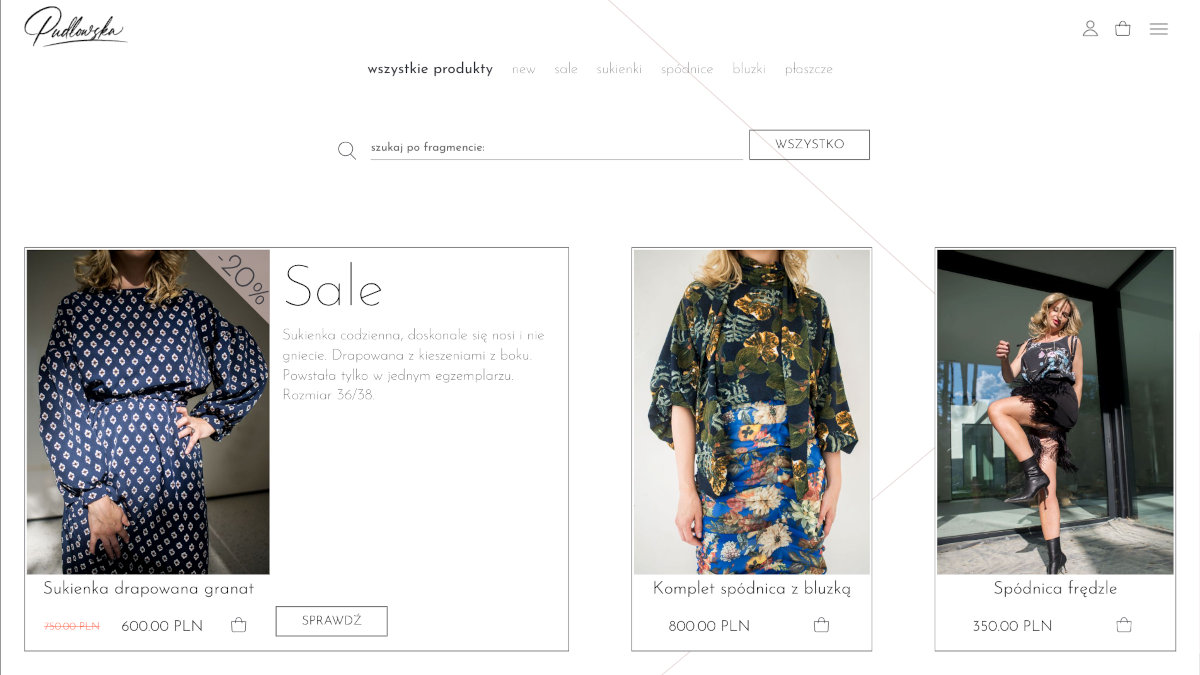 Pudlowska
wszystkie produkty new sale sukienki spódnice bluzki płaszcze
szukaj po fragmencie:
WSZYSTKO
-20%
Sale
Sukienka codzienna, doskonale się nosi i nie
gniecie. Drapowana z kieszeniami z boku.
Powstała tylko w jednym egzemplarzu.
Rozmiar 36/38.
Sukienka drapowana granat
750.00 PLN 600.00 PLN
SPRAWDŹ
Komplet spódnica z bluzką
800.00 PLN
Spódnica frędzle
350.00 PLN